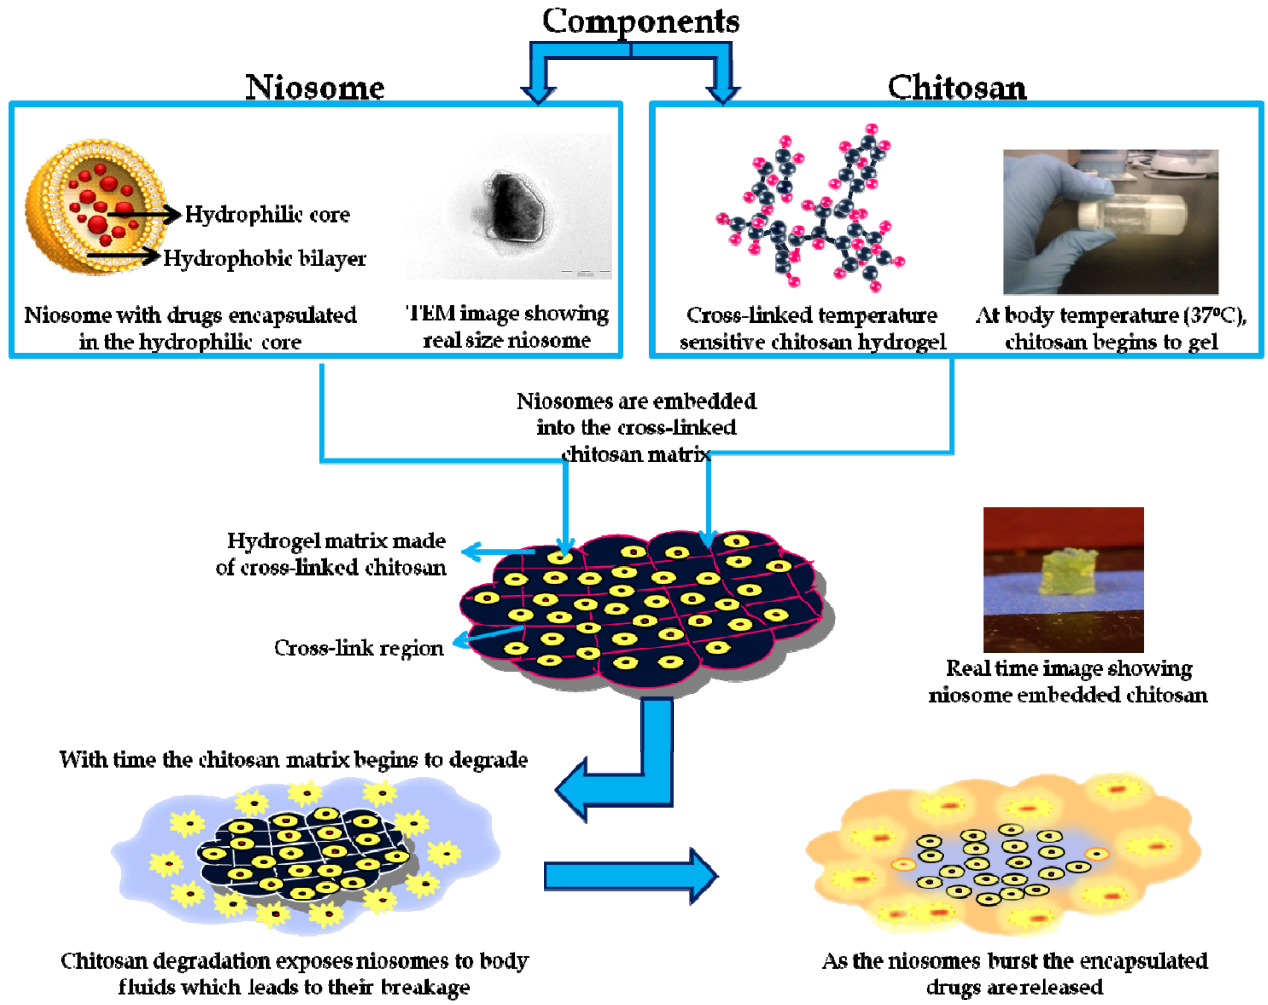 Components
Niosome
Chitosan
Hydrophilic core
Hydrophobic bilayer
Niosome with drugs encapsulated
in the hydrophilic core
TEM image showing
real size niosome
Cross-linked temperature
sensitive chitosan hydrogel
At body temperature (37⁰C),
chitosan begins to gel
Niosomes are embedded
into the cross-linked
chitosan matrix
Hydrogel matrix made
of cross-linked chitosan
Cross-link region
Real time image showing
niosome embedded chitosan
With time the chitosan matrix begins to degrade
Chitosan degradation exposes niosomes to body
fluids which leads to their breakage
As the niosomes burst the encapsulated
drugs are released